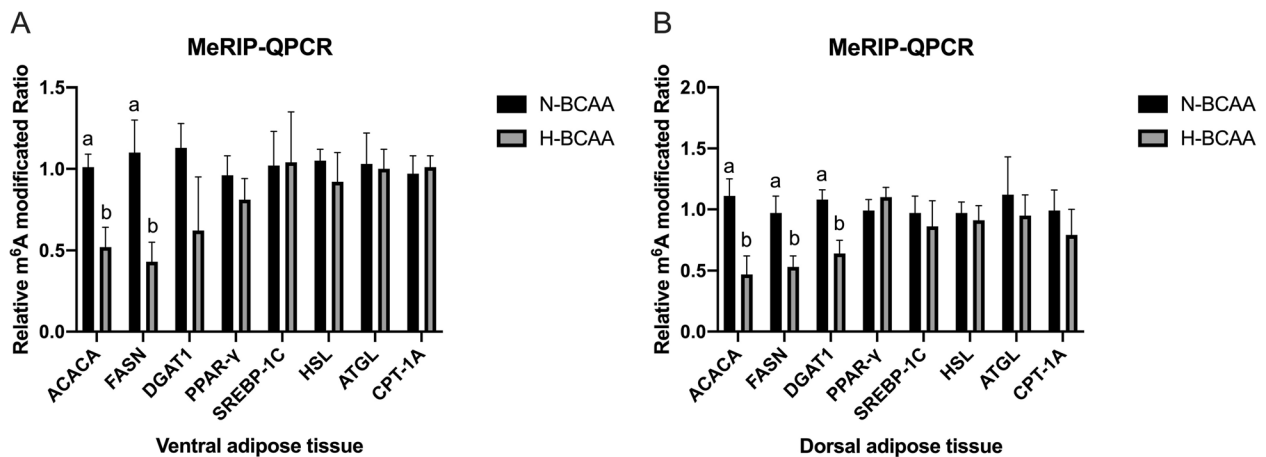 A
MeRIP-QPCR
Relative m⁶A modificated Ratio
1.5
1.0
0.5
0.0
a
b
a
b
N-BCAA
H-BCAA
ACACA
FASN
DGAT1
PPAR-γ
SREBP-1C
HSL
ATGL
CPT-1A
Ventral adipose tissue
B
MeRIP-QPCR
Relative m⁶A modificated Ratio
2.0
1.5
1.0
0.5
0.0
a
b
a
b
a
b
N-BCAA
H-BCAA
ACACA
FASN
DGAT1
PPAR-γ
SREBP-1C
HSL
ATGL
CPT-1A
Dorsal adipose tissue